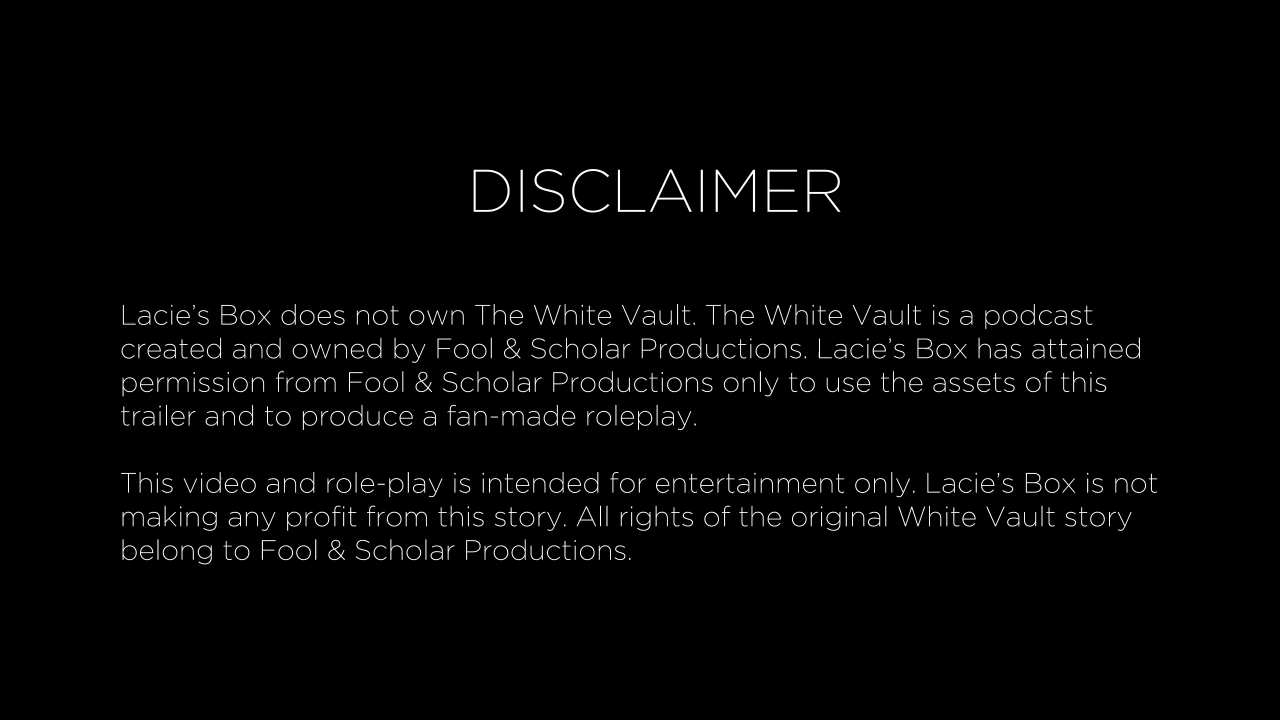 DISCLAIMER
Lacie’s Box does not own The White Vault. The White Vault is a podcast
created and owned by Fool & Scholar Productions. Lacie’s Box has attained
permission from Fool & Scholar Productions only to use the assets of this
trailer and to produce a fan-made roleplay.
This video and role-play is intended for entertainment only. Lacie’s Box is not
making any profit from this story. All rights of the original White Vault story
belong to Fool & Scholar Productions.